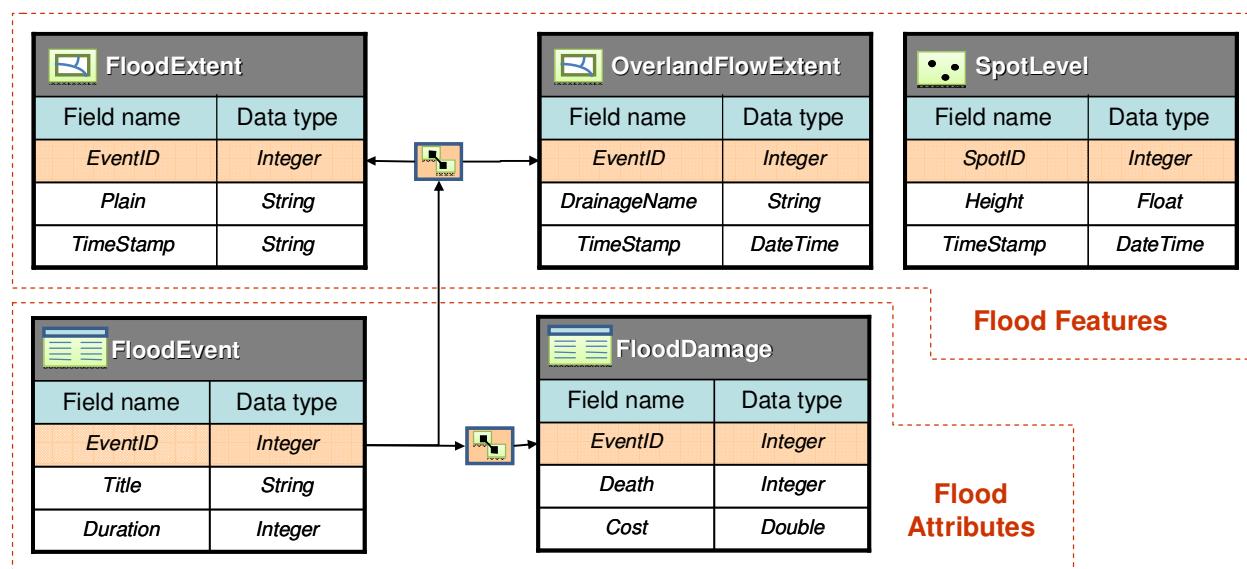 FloodExtent
Field name Data type
EventID Integer
Plain String
TimeStamp String
OverlandFlowExtent
Field name Data type
EventID Integer
DrainageName String
TimeStamp DateTime
SpotLevel
Field name Data type
SpotID Integer
Height Float
TimeStamp DateTime
Flood Features
FloodEvent
Field name Data type
EventID Integer
Title String
Duration Integer
FloodDamage
Field name Data type
EventID Integer
Death Integer
Cost Double
Flood
Attributes